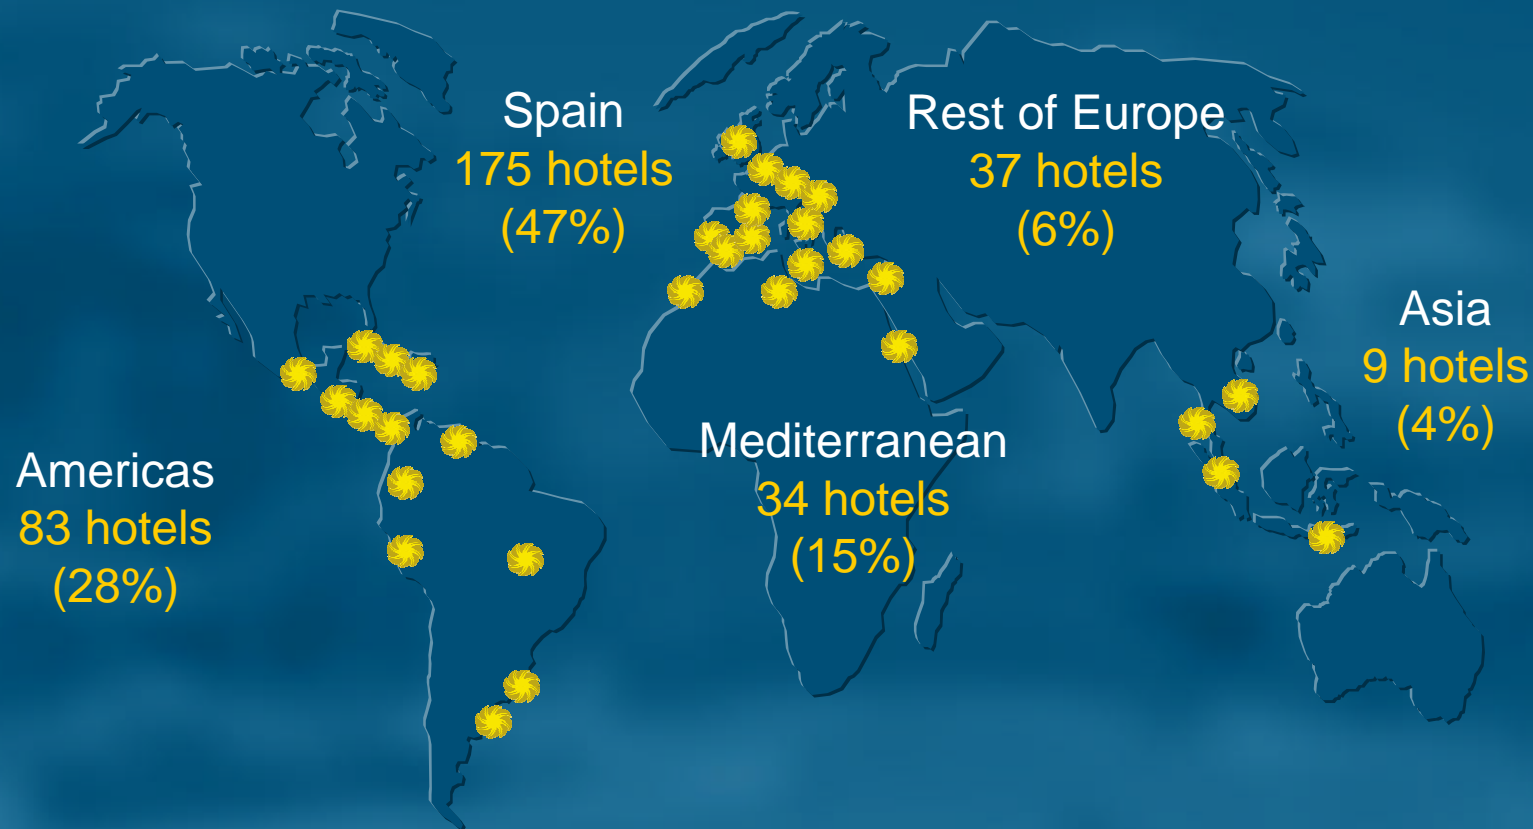 Spain
175 hotels
(47%)
Rest of Europe
37 hotels
(6%)
Asia
9 hotels
(4%)
Mediterranean
34 hotels
(15%)
Americas
83 hotels
(28%)